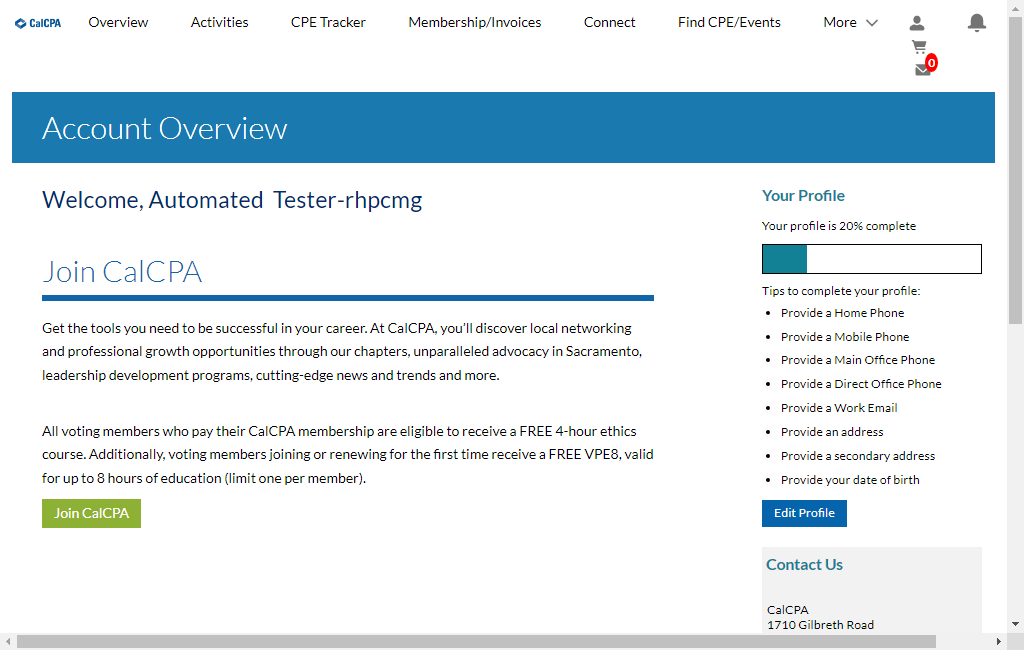 CalCPA Overview Activities CPE Tracker Membership/Invoices Connect Find CPE/Events More
0
Account Overview
Welcome, Automated Tester-rhpcmg
Join CalCPA
Get the tools you need to be successful in your career. At CalCPA, you'll discover local networking
and professional growth opportunities through our chapters, unparalleled advocacy in Sacramento,
leadership development programs, cutting-edge news and trends and more.
All voting members who pay their CalCPA membership are eligible to receive a FREE 4-hour ethics
course. Additionally, voting members joining or renewing for the first time receive a FREE VPE8, valid
for up to 8 hours of education (limit one per member).
Join CalCPA
Your Profile
Your profile is 20% complete
Tips to complete your profile:
Provide a Home Phone
Provide a Mobile Phone
Provide a Main Office Phone
Provide a Direct Office Phone
Provide a Work Email
Provide an address
Provide a secondary address
Provide your date of birth
Edit Profile
Contact Us
CalCPA
1710 Gilbreth Road